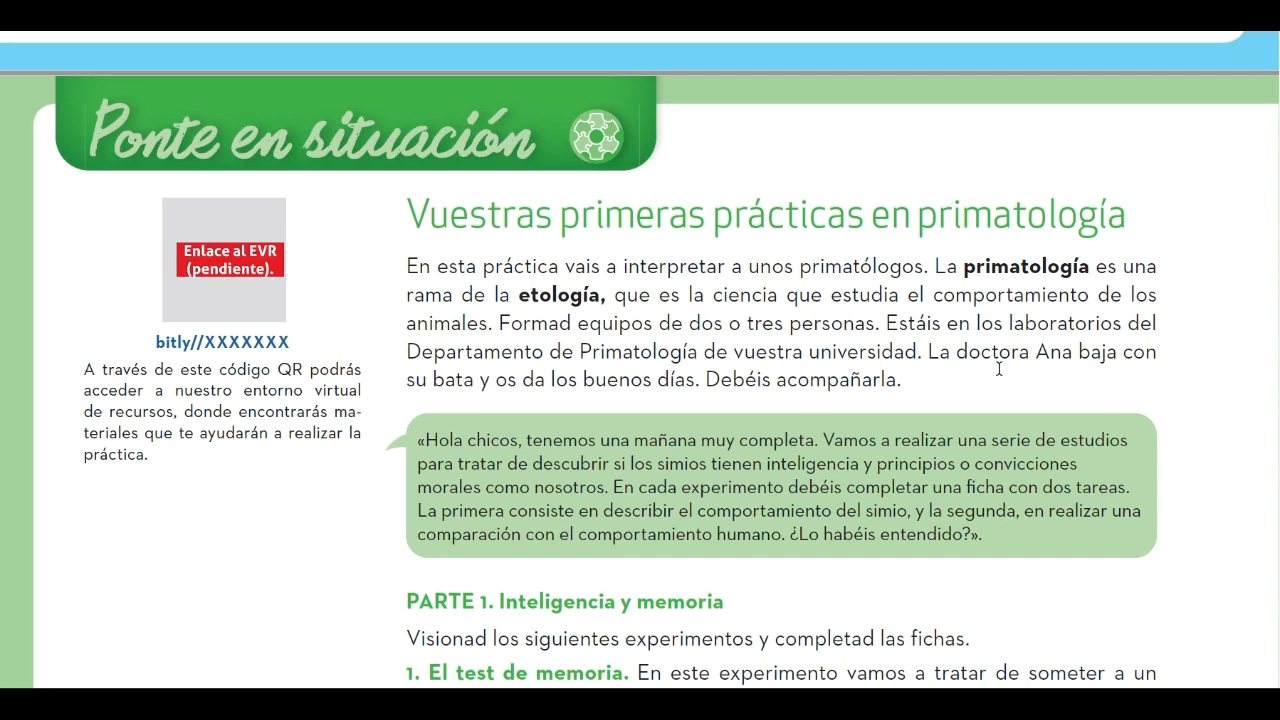 Ponte en situación
Enlace al EVR
(pendiente).
bitly//XXXXXXX
A través de este código QR podrás
acceder a nuestro entorno virtual
de recursos, donde encontrarás ma-
teriales que te ayudarán a realizar la
práctica.
Vuestras primeras prácticas en primatología
En esta práctica vais a interpretar a unos primatólogos. La primatología es una
rama de la etología, que es la ciencia que estudia el comportamiento de los
animales. Formad equipos de dos o tres personas. Estáis en los laboratorios del
Departamento de Primatología de vuestra universidad. La doctora Ana baja con
su bata y os da los buenos días. Debéis acompañarla.
«Hola chicos, tenemos una mañana muy completa. Vamos a realizar una serie de estudios
para tratar de descubrir si los simios tienen inteligencia y principios o convicciones
morales como nosotros. En cada experimento debéis completar una ficha con dos tareas.
La primera consiste en describir el comportamiento del simio, y la segunda, en realizar una
comparación con el comportamiento humano. ¿Lo habéis entendido?».
PARTE 1. Inteligencia y memoria
Visionad los siguientes experimentos y completad las fichas.
1. El test de memoria. En este experimento vamos a tratar de someter a un